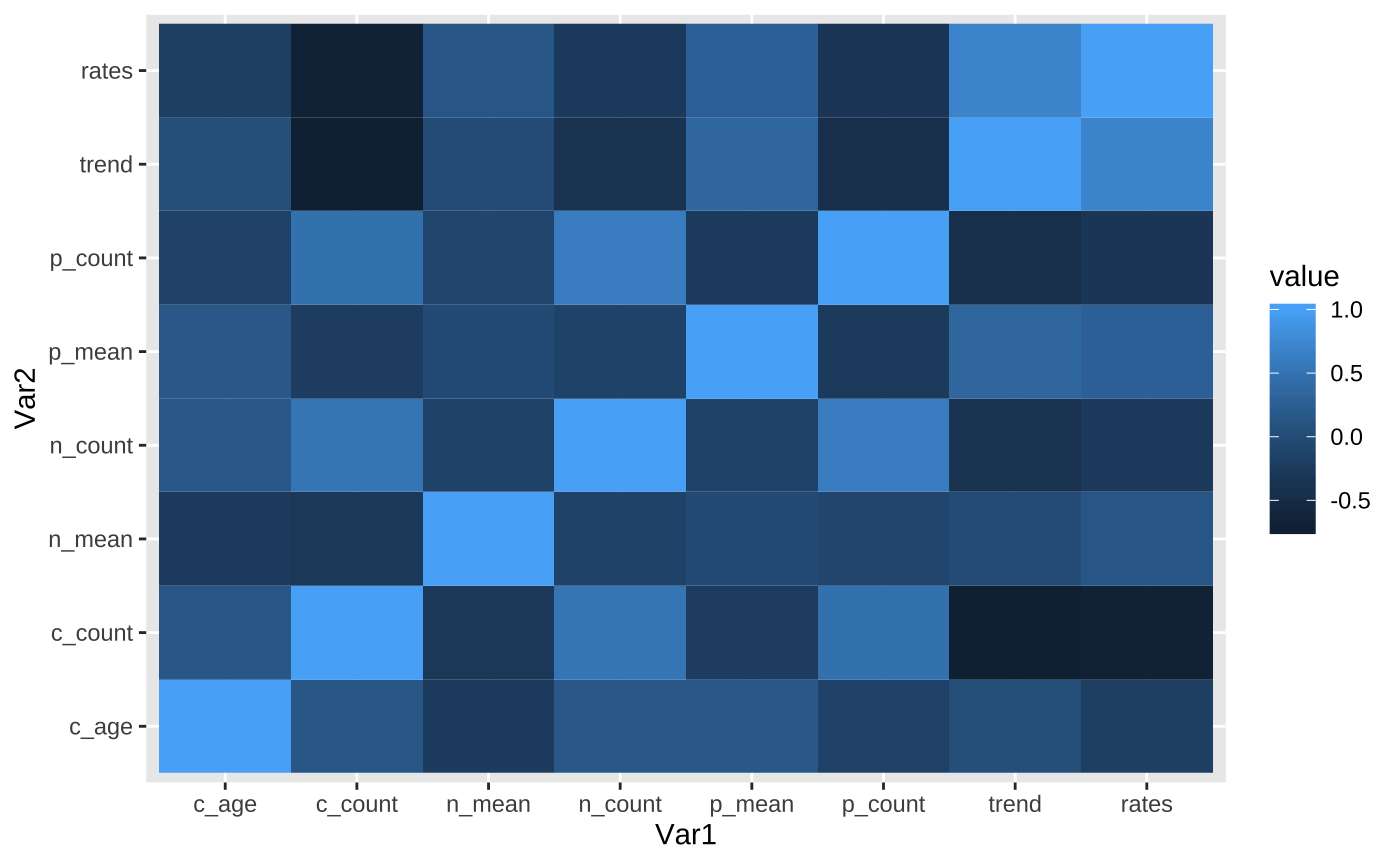 rates
trend
p_count
p_mean
n_count
n_mean
c_count
c_age
Var2
c_age c_count n_mean n_count p_mean p_count trend rates
Var1
value
1.0
0.5
0.0
-0.5